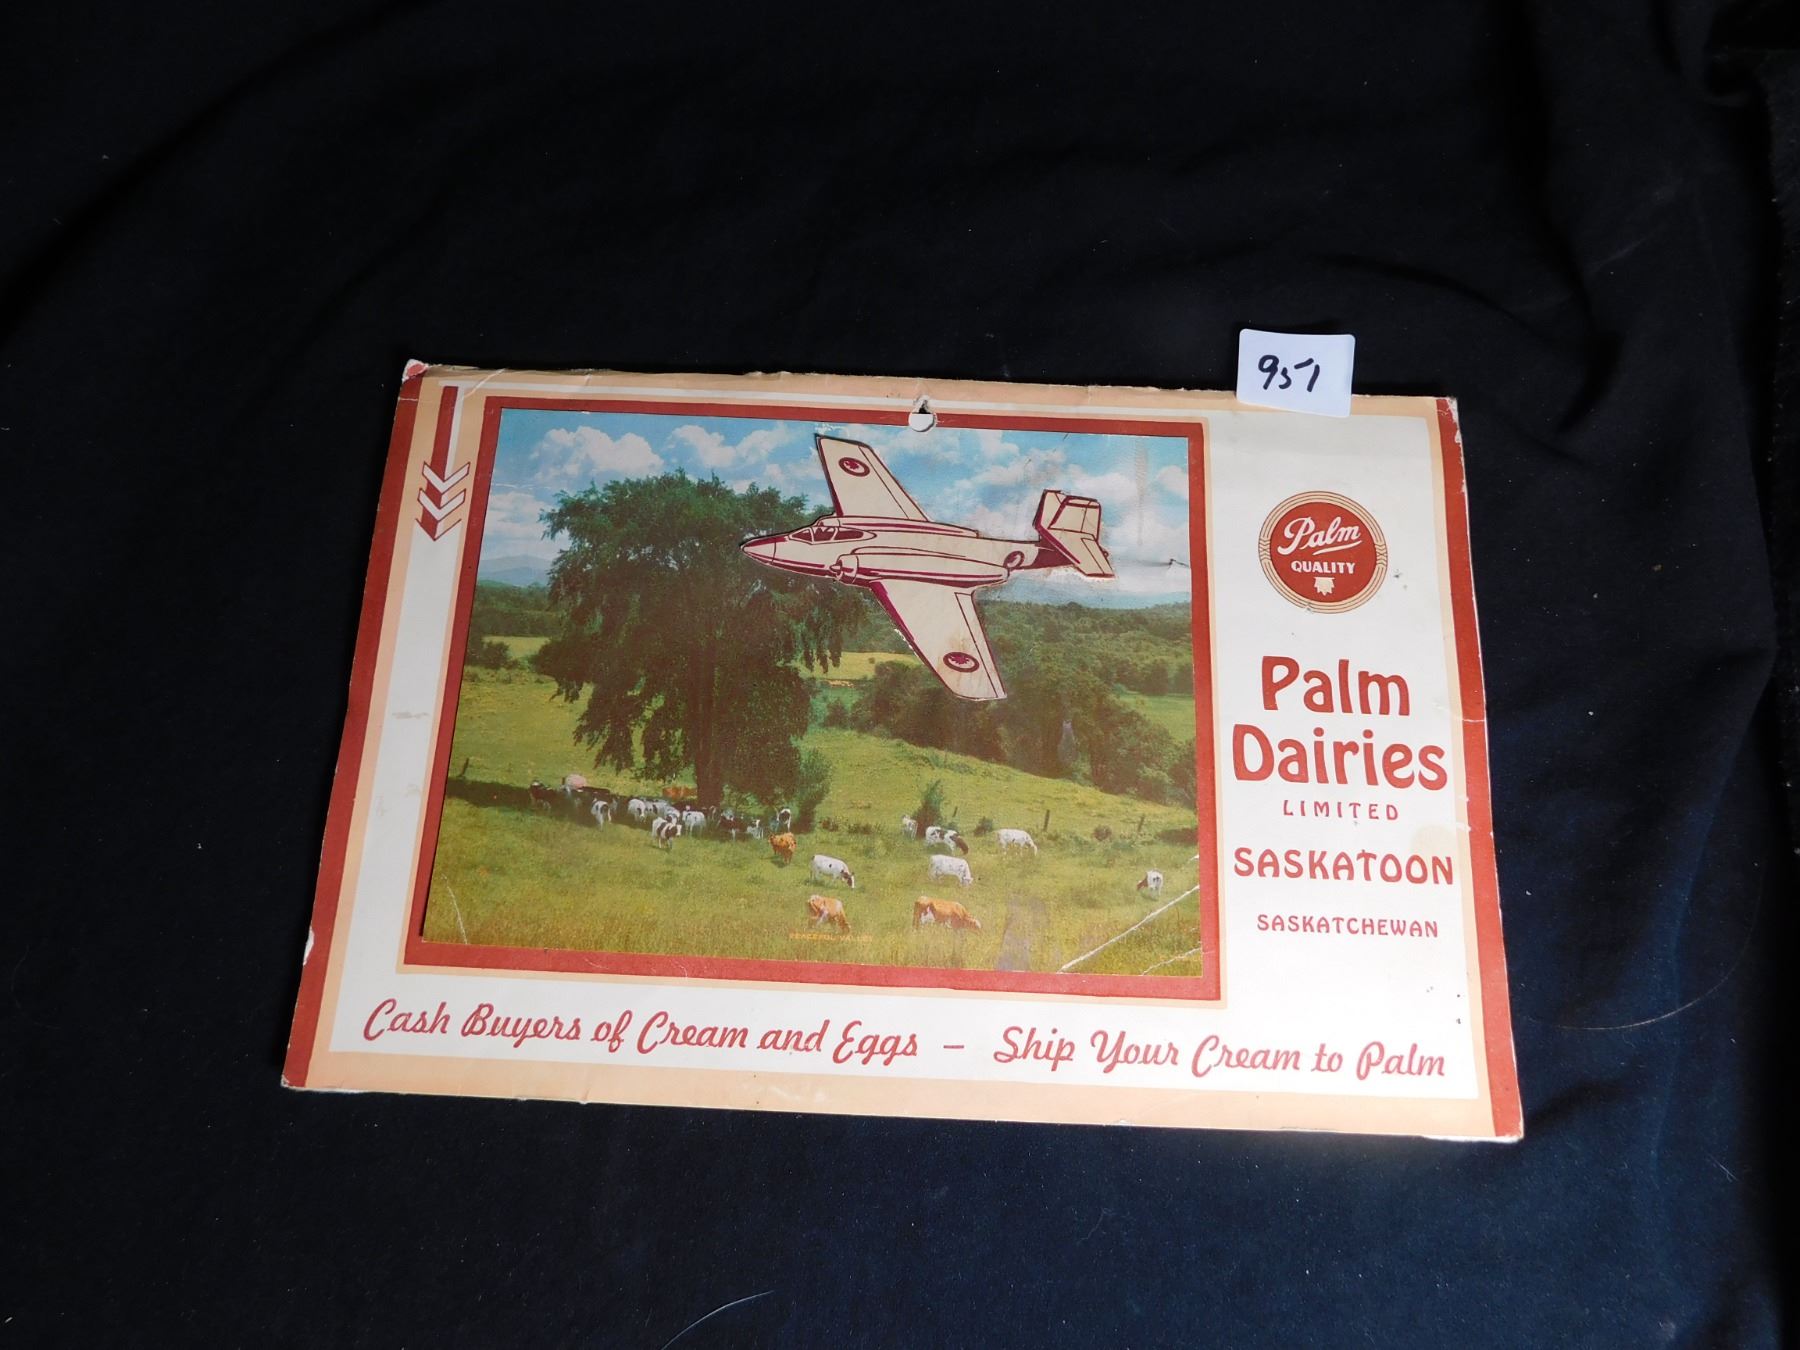 951
Palm
QUALITY
Palm
Dairies
LIMITED
SASKATOON
SASKATCHEWAN
PEACEFUL VALLEY
Cash Buyers of Cream and Eggs – Ship Your Cream to Palm